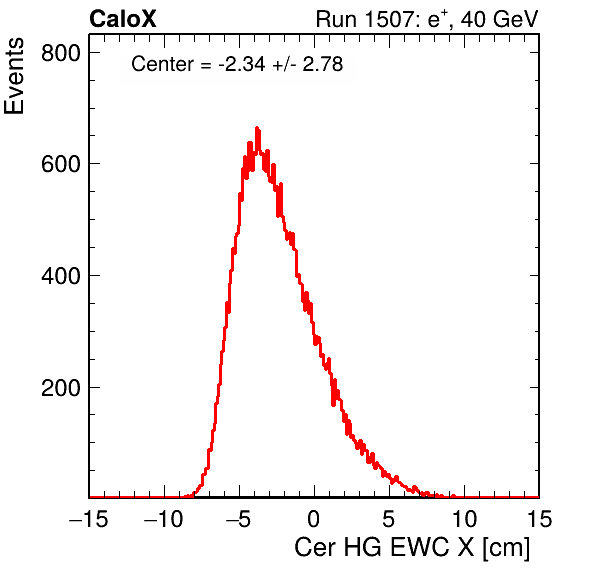 CaloX
Run 1507: e+, 40 GeV
Events
Center = -2.34 +/- 2.78
800
600
400
200
−15
−10
−5
0
5
10
15
Cer HG EWC X [cm]